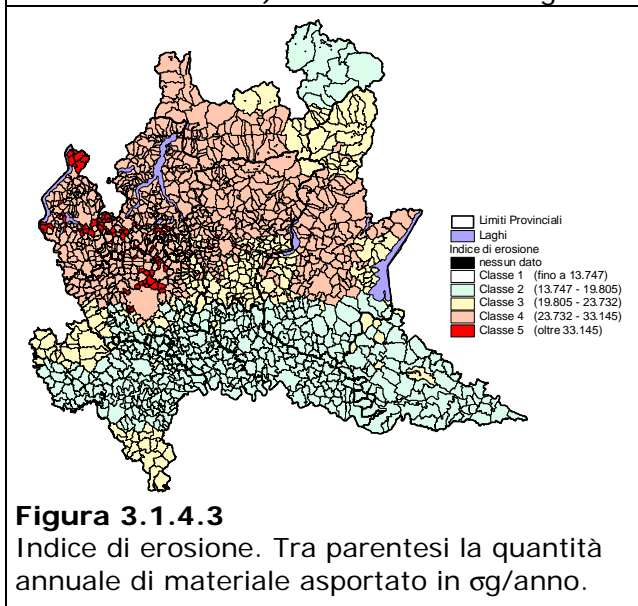 Limiti Provinciali
Laghi
Indice di erosione
nessun dato
Classe 1 (fino a 13.747)
Classe 2 (13.747 - 19.805)
Classe 3 (19.805 - 23.732)
Classe 4 (23.732 - 33.145)
Classe 5 (oltre 33.145)
Figura 3.1.4.3
Indice di erosione. Tra parentesi la quantità
annuale di materiale asportato in σg/anno.